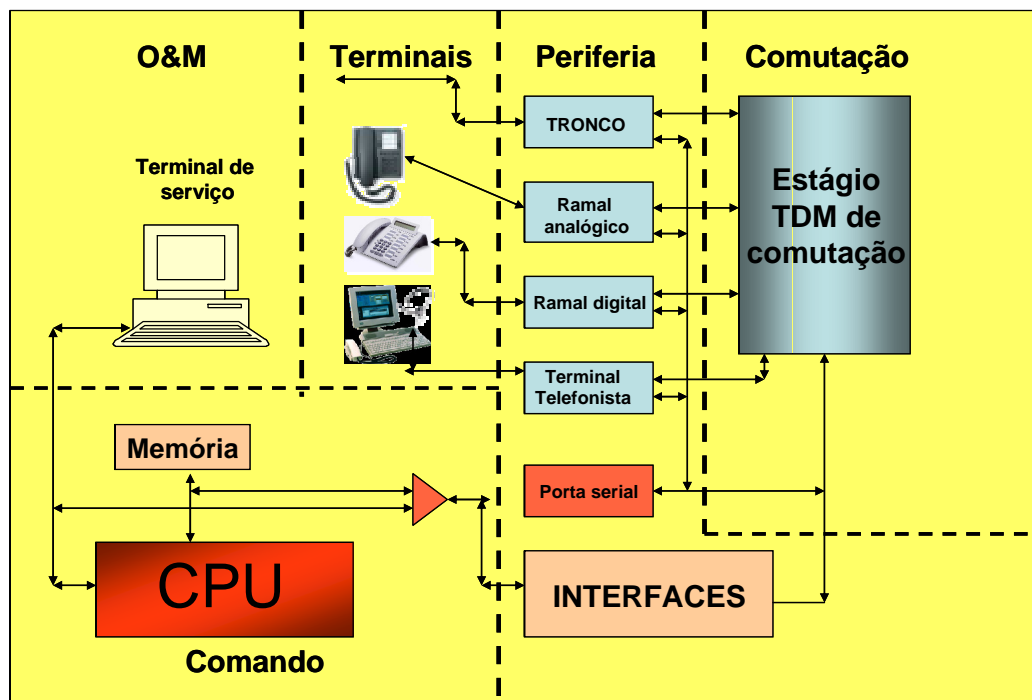 O&M
Terminais
Periferia
Comutação
Terminal de
serviço
TRONCO
Ramal
analógico
Ramal digital
Terminal
Telefonista
Estágio
TDM de
comutação
Memória
Porta serial
CPU
INTERFACES
Comando